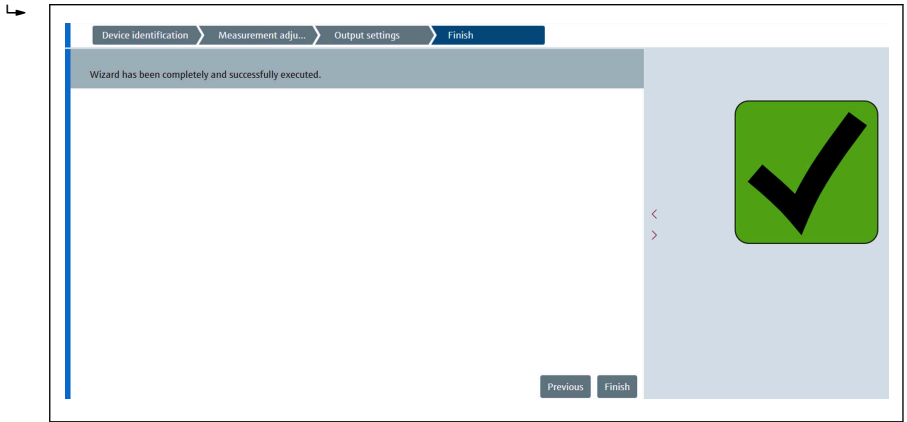 Device identification
Measurement adju...
Output settings
Finish
Wizard has been completely and successfully executed.
<
>
Previous
Finish